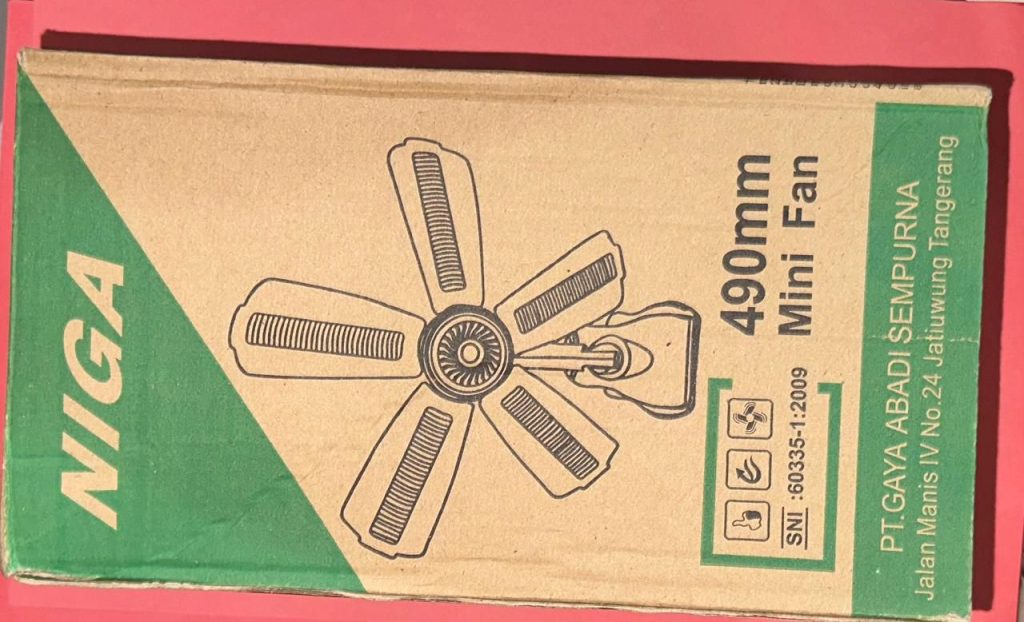 NIGA
490mm
Mini Fan
SNI :60335-1:2009
PT.GAYA ABADI SEMPURNA
Jalan Manis IV No.24 Jatiuwung Tangerang